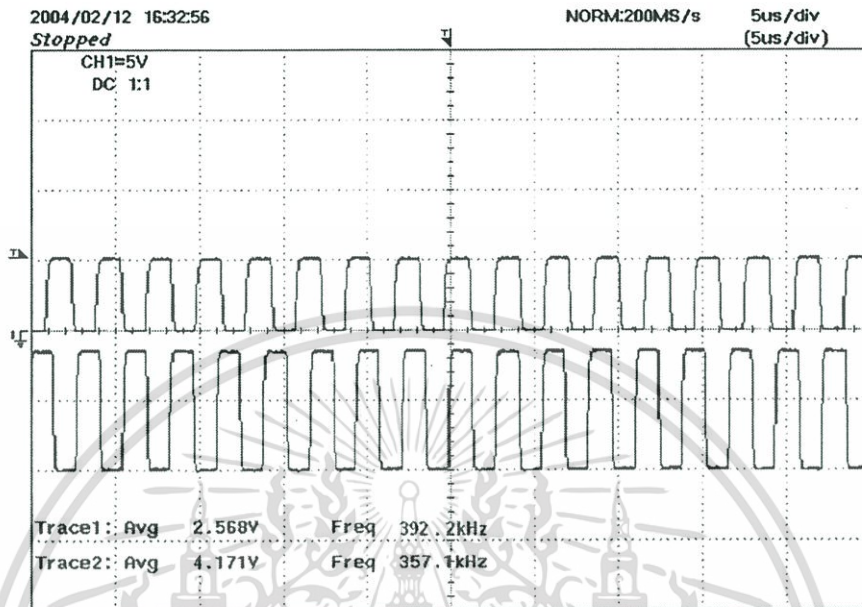 2004/02/12 16:32:56 NORM:200MS/s 5us/div
Stopped (5us/div)
CH1=5V
DC 1:1
T
T
1
Trace1: Avg 2.568V Freq 392.2kHz
Trace2: Avg 4.171V Freq 357.1kHz